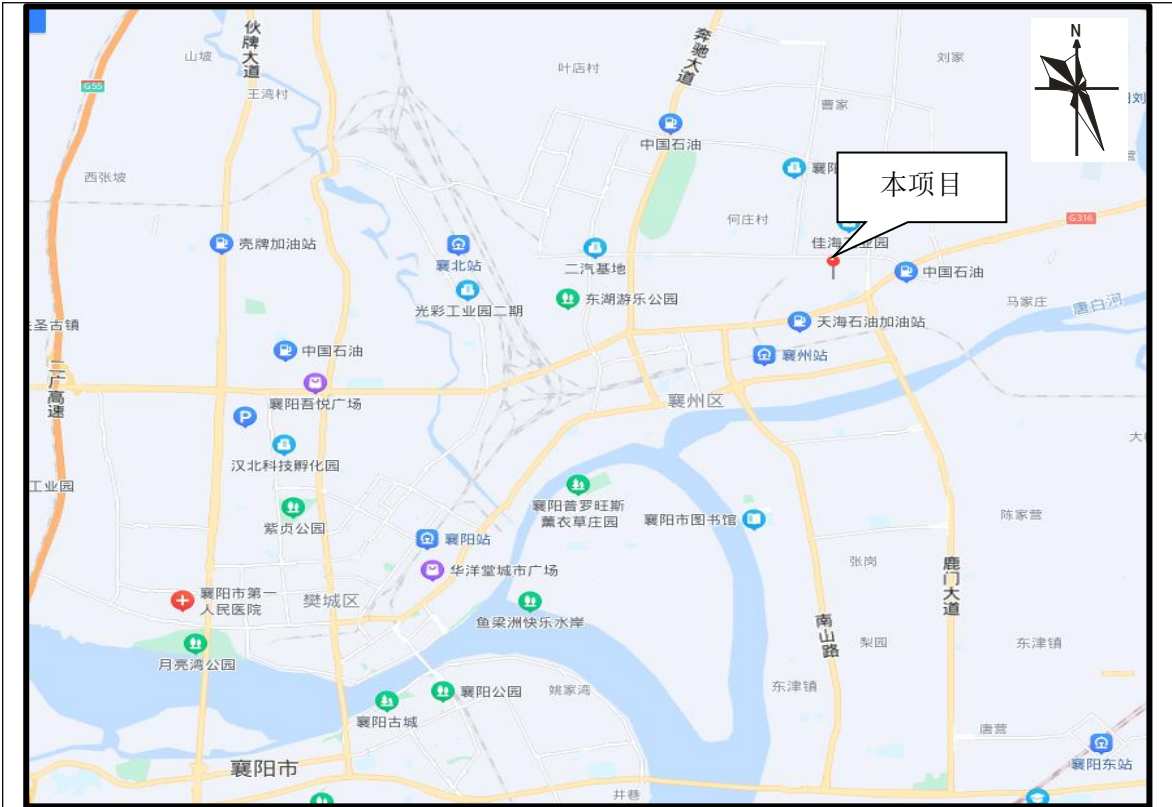 伙牌大道
奔驰大道
N
山坡
刘家
叶店村
G55
王湾村
曹家
中国石油
襄阳
本项目
西张坡
何庄村
G316
佳海工业园
壳牌加油站
襄北站
二汽基地
中国石油
光彩工业园二期
东湖游乐公园
马家庄
唐白河
圣古镇
天海石油加油站
中国石油
襄州站
二广高速
襄阳吾悦广场
襄州区
P
汉北科技孵化园
工业园
襄阳普罗旺斯
薰衣草庄园
襄阳市图书馆
陈家营
紫贞公园
襄阳站
张岗
鹿门大道
华洋堂城市广场
襄阳市第一
人民医院
樊城区
鱼梁洲快乐水岸
南山路
梨园
东津镇
月亮湾公园
襄阳公园
姚家湾
东津镇
襄阳古城
唐营
襄阳市
襄阳东站
井巷